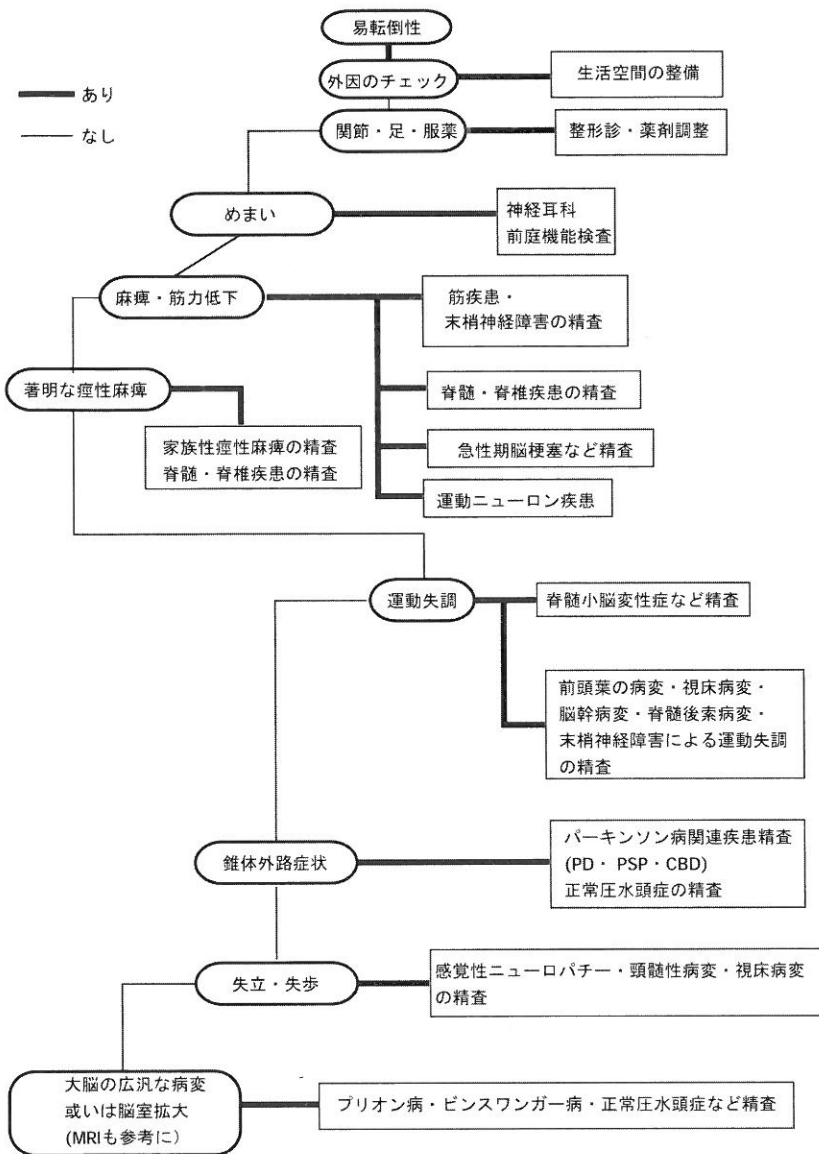 易転倒性
外因のチェック
生活空間の整備
あり
なし
関節・足・服薬
整形診・薬剤調整
めまい
神経耳科
前庭機能検査
麻痺・筋力低下
筋疾患・
末梢神経障害の精査
著明な痙性麻痺
脊髄・脊椎疾患の精査
家族性痙性麻痺の精査
脊髄・脊椎疾患の精査
急性期脳梗塞など精査
運動ニューロン疾患
運動失調
脊髄小脳変性症など精査
前頭葉の病変・視床病変・
脳幹病変・脊髄後索病変・
末梢神経障害による運動失調
の精査
錐体外路症状
パーキンソン病関連疾患精査
(PD・ PSP・CBD)
正常圧水頭症の精査
失立・失歩
感覚性ニューロパチー・頸髄性病変・視床病変
の精査
大脳の広汎な病変
或いは脳室拡大
(MRIも参考に)
プリオン病・ビンスワンガー病・正常圧水頭症など精査